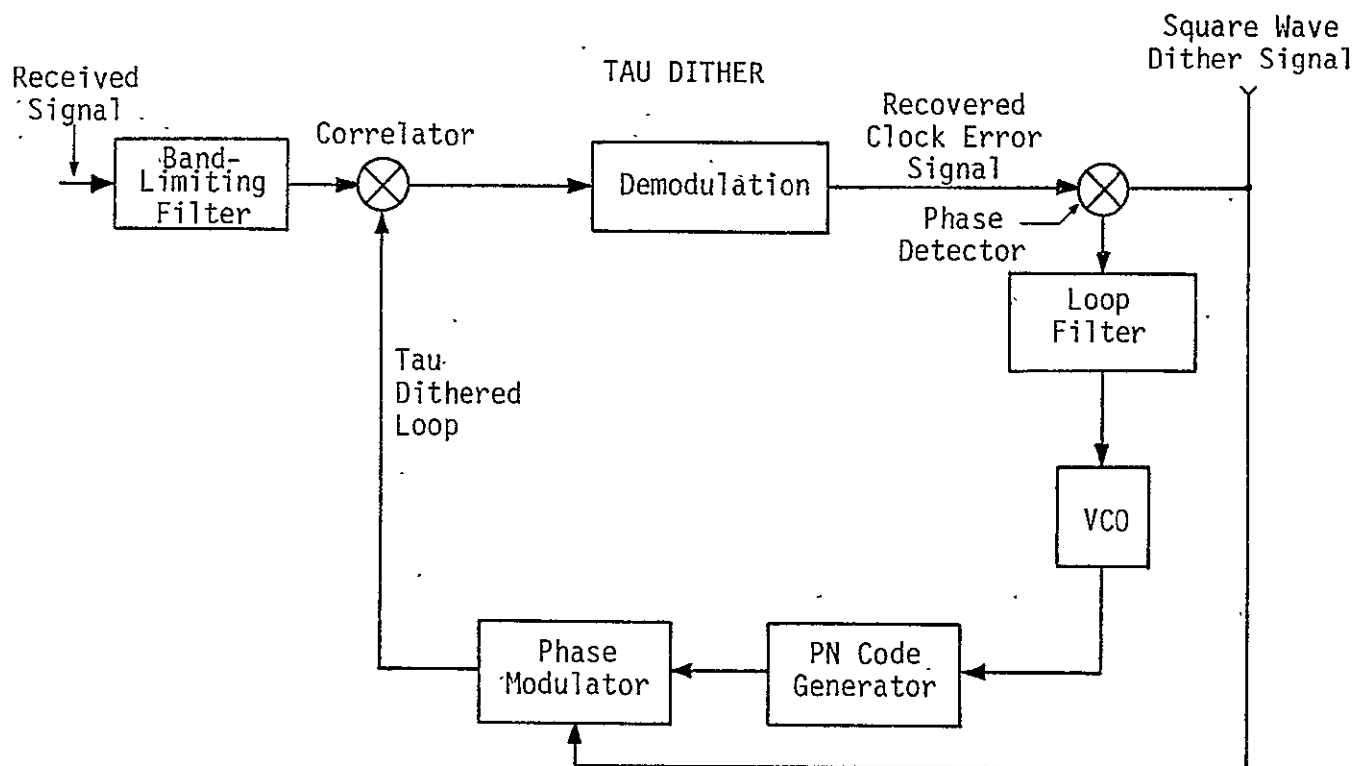 Square Wave
Dither Signal
TAU DITHER
Received
Signal
Recovered
Clock Error
Signal
Correlator
Band-
Limiting
Filter
Demodulation
Phase
Detector
Loop
Filter
Tau
Dithered
Loop
VCO
Phase
Modulator
PN Code
Generator